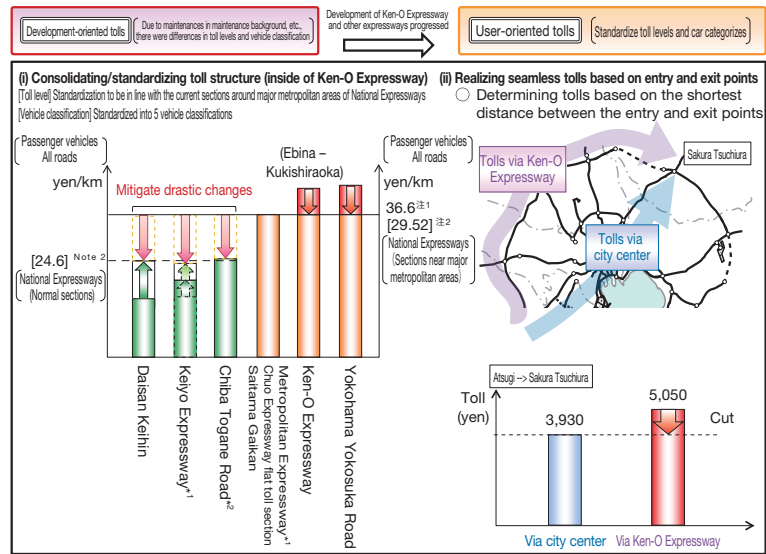 Development-oriented tolls
Due to maintenances in maintenance background, etc.,
there were differences in toll levels and vehicle classification
Development of Ken-O Expressway
and other expressways progressed
User-oriented tolls
Standardize toll levels and car categorizes
(i) Consolidating/standardizing toll structure (inside of Ken-O Expressway)
[Toll level] Standardization to be in line with the current sections around major metropolitan areas of National Expressways
[Vehicle classification] Standardized into 5 vehicle classifications
Passenger vehicles
All roads
yen/km
Mitigate drastic changes
(Ebina –
Kukishiraoka)
Passenger vehicles
All roads
yen/km
36.6注1
[29.52] 注2
National Expressways
(Sections near major
metropolitan areas)
[24.6] Note 2
National Expressways
(Normal sections)
Daisan Keihin
Keiyo Expressway*1
Chiba Togane Road*2
Metropolitan Expressway*1
Chuo Expressway flat toll section
Saitama Gaikan
Ken-O Expressway
Yokohama Yokosuka Road
(ii) Realizing seamless tolls based on entry and exit points
○ Determining tolls based on the shortest
distance between the entry and exit points
Tolls via Ken-O
Expressway
Sakura Tsuchiura
Tolls via
city center
Atsugi --> Sakura Tsuchiura
Toll
(yen)
3,930
5,050
Cut
Via city center
Via Ken-O Expressway